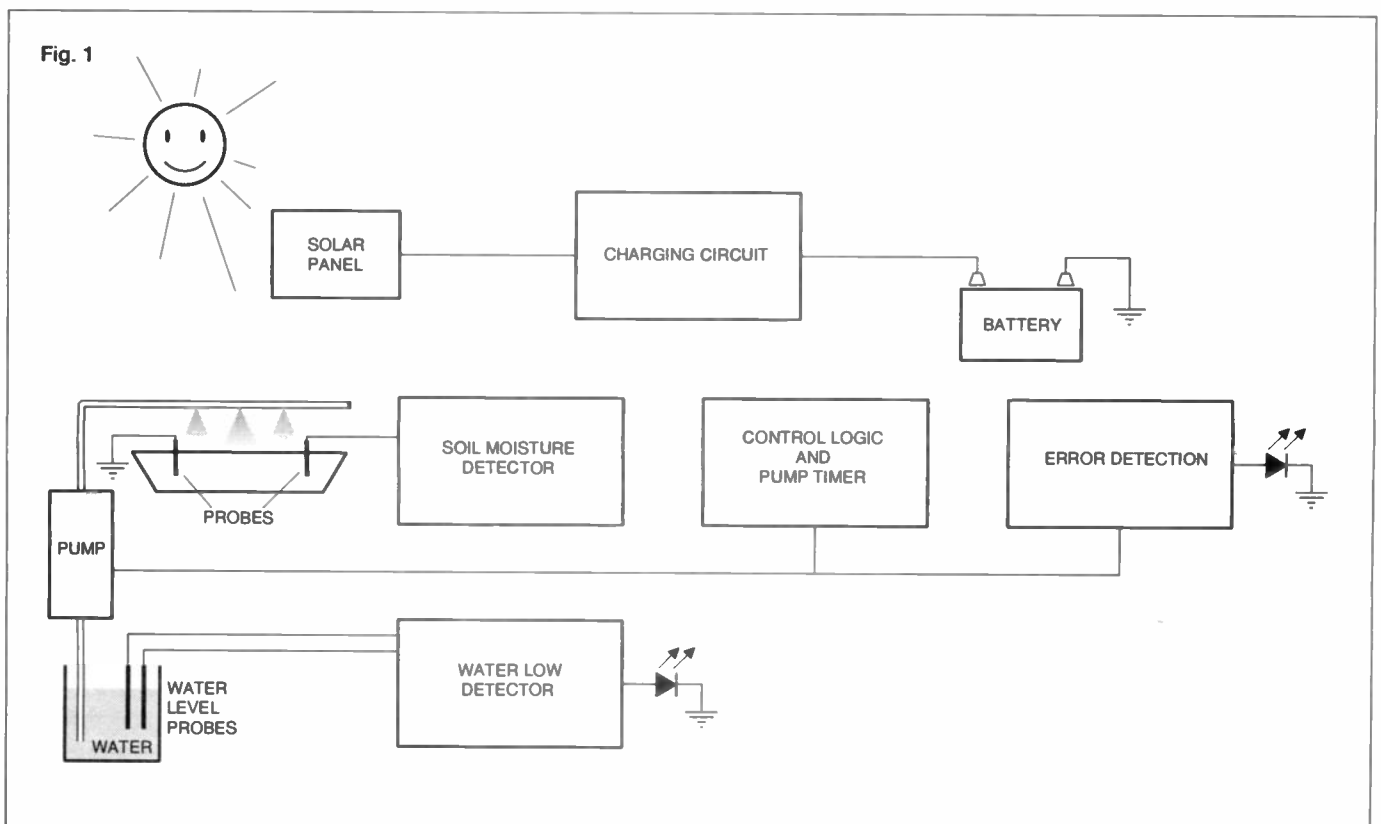 Fig. 1
SOLAR
PANEL
CHARGING CIRCUIT
BATTERY
SOIL MOISTURE
DETECTOR
CONTROL LOGIC
AND
PUMP TIMER
ERROR DETECTION
PROBES
PUMP
WATER LOW
DETECTOR
WATER
LEVEL
PROBES
WATER